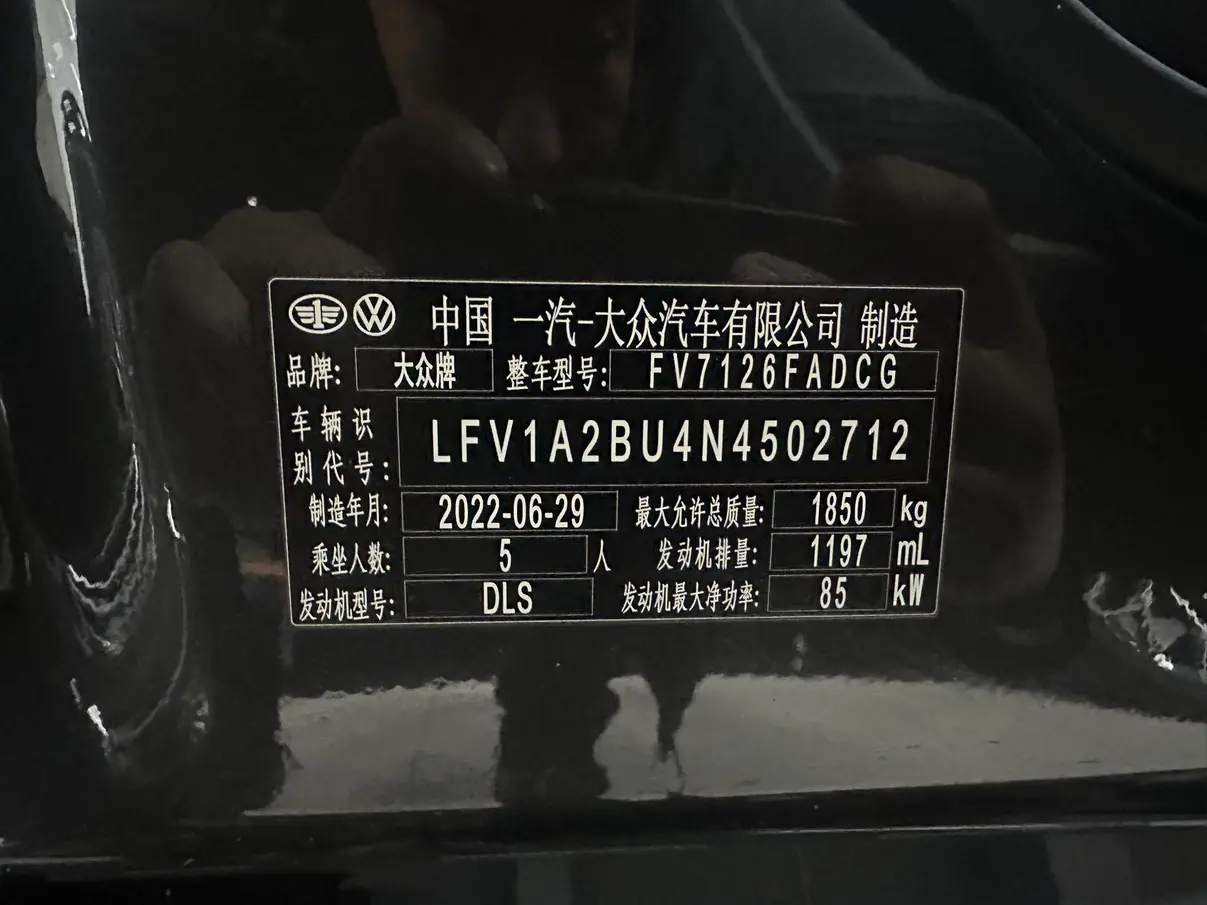 中国 一汽-大众汽车有限公司 制造
品牌: 大众牌 整车型号: FV7126FADCG
车辆识
别代号: LFV1A2BU4N4502712
制造年月: 2022-06-29 最大允许总质量: 1850 kg
乘坐人数: 5 人 发动机排量: 1197 mL
发动机型号: DLS 发动机最大净功率: 85 kW